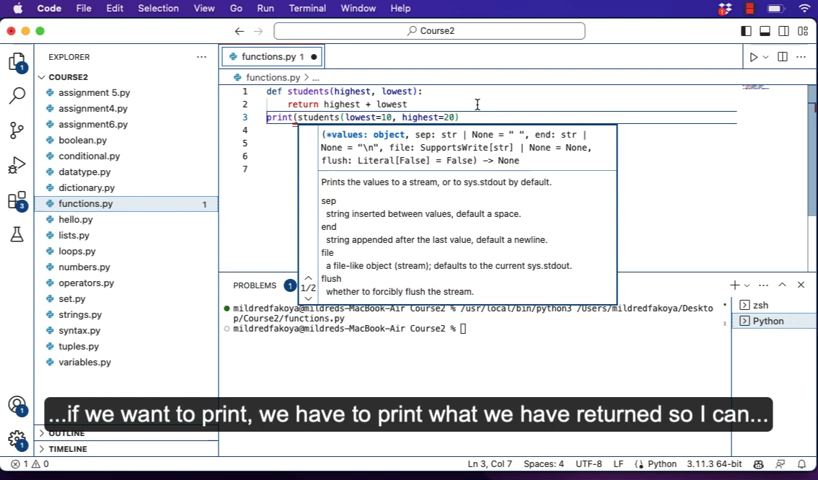 Code File Edit Selection View Go Run Terminal Window Help
Course2
EXPLORER
functions.py 1
COURSE2
functions.py > ...
assignment 5.py
assignment4.py
assignment6.py
boolean.py
conditional.py
datatype.py
dictionary.py
functions.py 1
hello.py
lists.py
loops.py
numbers.py
operators.py
set.py
strings.py
syntax.py
tuples.py
variables.py
1 def students(highest, lowest):
2 return highest + lowest
3 print(students(lowest=10, highest=20)
4
5
6
7
(*values: object, sep: str | None = " ", end: str |
None = "\n", file: SupportsWrite[str] | None = None,
flush: Literal[False] = False) -> None
Prints the values to a stream, or to sys.stdout by default.
sep
string inserted between values, default a space.
end
string appended after the last value, default a newline.
file
a file-like object (stream); defaults to the current sys.stdout.
flush
whether to forcibly flush the stream.
1/2
PROBLEMS 1
zsh
Python
mildredfakoya@mildreds-MacBook-Air Course2 % /usr/local/bin/python3 /Users/mildredfakoya/Deskto
p/Course2/functions.py
mildredfakoya@mildreds-MacBook-Air Course2 %
...if we want to print, we have to print what we have returned so I can...
OUTLINE
TIMELINE
1 0 Ln 3, Col 7 Spaces: 4 UTF-8 LF Python 3.11.3 64-bit